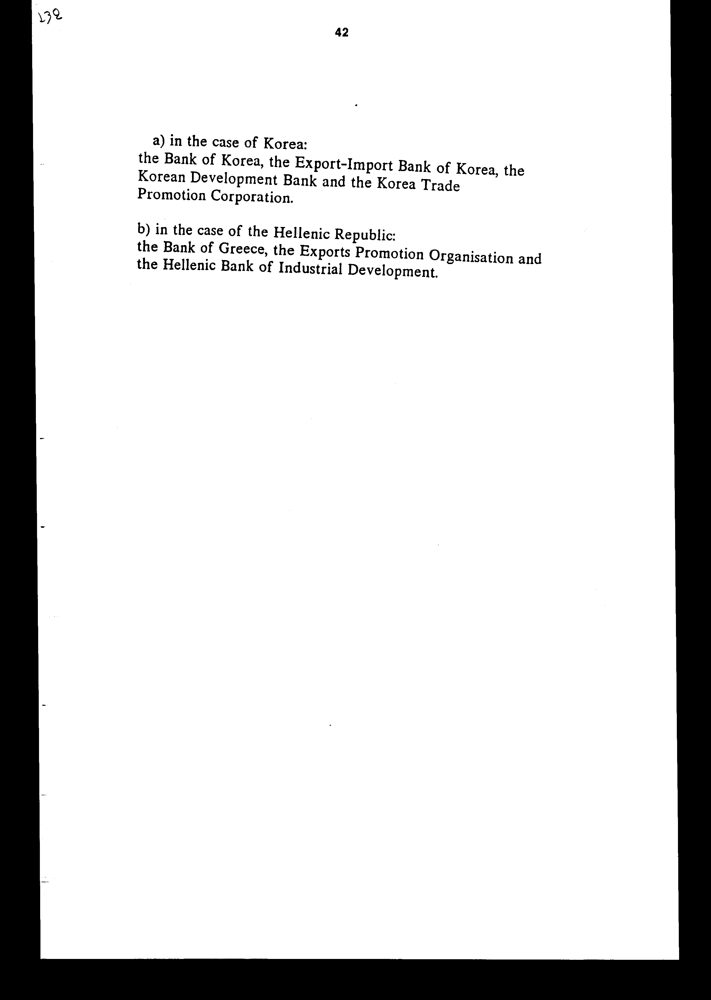 132
42
a) in the case of Korea:
the Bank of Korea, the Export-Import Bank of Korea, the
Korean Development Bank and the Korea Trade
Promotion Corporation.
b) in the case of the Hellenic Republic:
the Bank of Greece, the Exports Promotion Organisation and
the Hellenic Bank of Industrial Development.